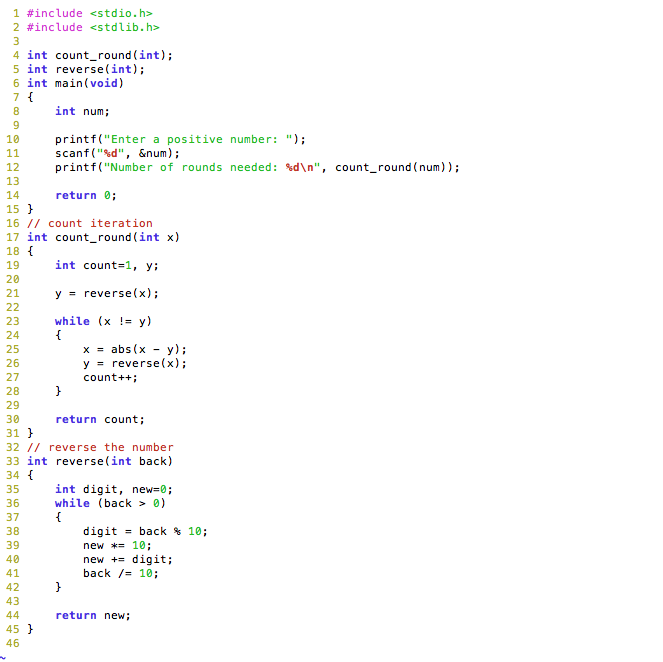 1 #include <stdio.h>
2 #include <stdlib.h>
3
4 int count_round(int);
5 int reverse(int);
6 int main(void)
7 {
8     int num;
9
10     printf("Enter a positive number: ");
11     scanf("%d", &num);
12     printf("Number of rounds needed: %d\n", count_round(num));
13
14     return 0;
15 }
16 // count iteration
17 int count_round(int x)
18 {
19     int count=1, y;
20
21     y = reverse(x);
22
23     while (x != y)
24     {
25         x = abs(x - y);
26         y = reverse(x);
27         count++;
28     }
29
30     return count;
31 }
32 // reverse the number
33 int reverse(int back)
34 {
35     int digit, new=0;
36     while (back > 0)
37     {
38         digit = back % 10;
39         new *= 10;
40         new += digit;
41         back /= 10;
42     }
43
44     return new;
45 }
46
~